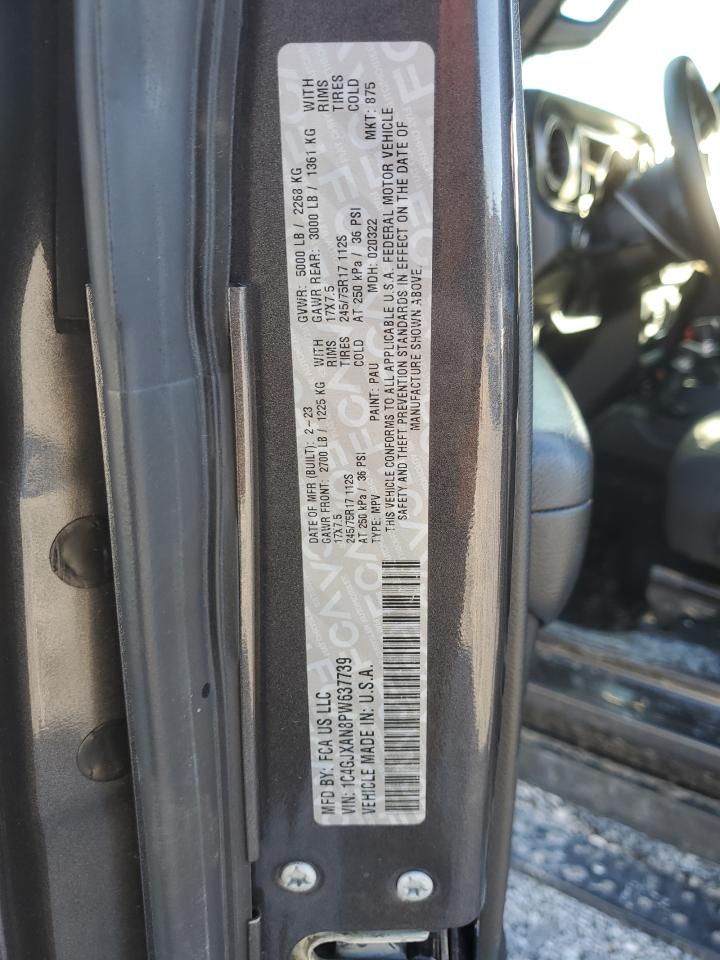 MFD BY: FCA US LLC
DATE OF MFR (BUILT): 2-23
GVWR: 5000 LB / 2268 KG
VIN: 1C4GJXAN8PW637739
GAWR FRONT: 2700 LB / 1225 KG WITH
GAWR REAR: 3000 LB / 1361 KG WITH
VEHICLE MADE IN: U.S.A.
17X7.5 RIMS
17X7.5 RIMS
245/75R17 112S TIRES
245/75R17 112S TIRES
AT 250 kPa / 36 PSI COLD
AT 250 kPa / 36 PSI COLD
TYPE: MPV PAINT: PAU MDH: 020322 MKT: 875
THIS VEHICLE CONFORMS TO ALL APPLICABLE U.S.A. FEDERAL MOTOR VEHICLE
SAFETY AND THEFT PREVENTION STANDARDS IN EFFECT ON THE DATE OF
MANUFACTURE SHOWN ABOVE.